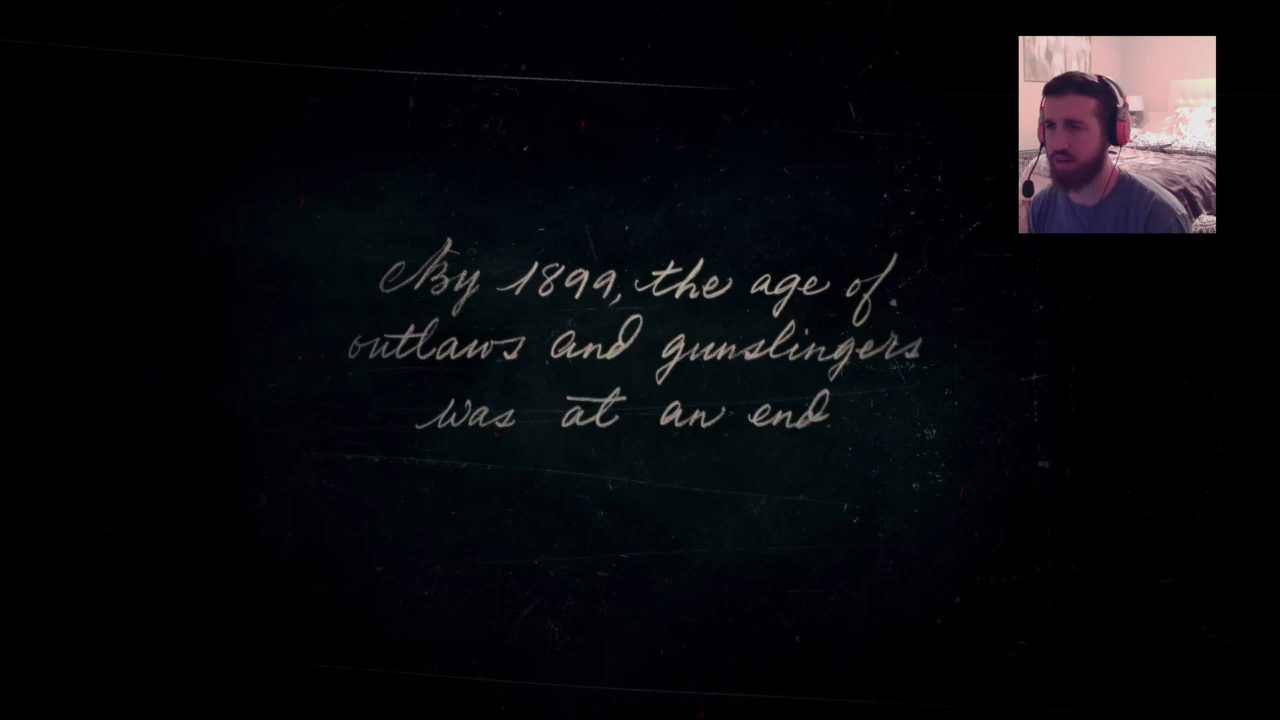 By 1899, the age of
outlaws and gunslingers
was at an end